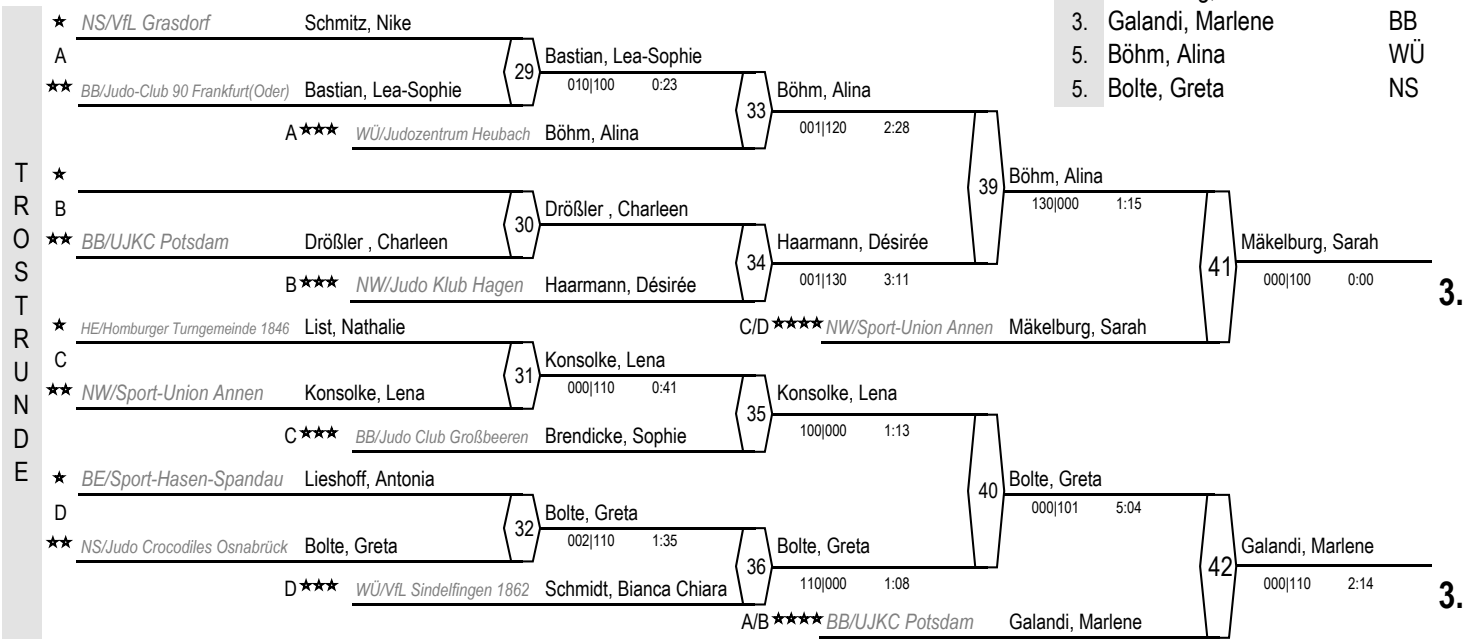 3. Galandi, Marlene BB
5. Böhm, Alina WÜ
5. Bolte, Greta NS
TROSTRUNDE
★ NS/VfL Grasdorf Schmitz, Nike
A
★★ BB/Judo-Club 90 Frankfurt(Oder) Bastian, Lea-Sophie
29
Bastian, Lea-Sophie
010|100 0:23
A★★★ WÜ/Judozentrum Heubach Böhm, Alina
33
Böhm, Alina
001|120 2:28
★
B
★★ BB/UJKC Potsdam Drößler , Charleen
30
Drößler , Charleen
B★★★ NW/Judo Klub Hagen Haarmann, Désirée
34
Haarmann, Désirée
001|130 3:11
39
Böhm, Alina
130|000 1:15
C/D★★★★ NW/Sport-Union Annen Mäkelburg, Sarah
41
Mäkelburg, Sarah
000|100 0:00
3.
★ HE/Homburger Turngemeinde 1846 List, Nathalie
C
★★ NW/Sport-Union Annen Konsolke, Lena
31
Konsolke, Lena
000|110 0:41
C★★★ BB/Judo Club Großbeeren Brendicke, Sophie
35
Konsolke, Lena
100|000 1:13
★ BE/Sport-Hasen-Spandau Lieshoff, Antonia
D
★★ NS/Judo Crocodiles Osnabrück Bolte, Greta
32
Bolte, Greta
002|110 1:35
D★★★ WÜ/VfL Sindelfingen 1862 Schmidt, Bianca Chiara
36
Bolte, Greta
110|000 1:08
40
Bolte, Greta
000|101 5:04
A/B★★★★ BB/UJKC Potsdam Galandi, Marlene
42
Galandi, Marlene
000|110 2:14
3.